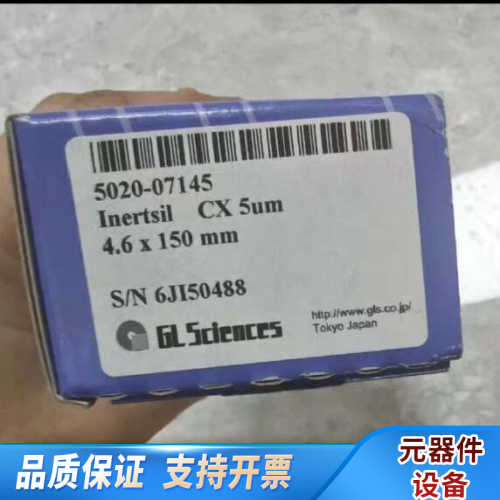 5020-07145
Inertsil CX 5um
4.6 x 150 mm
S/N 6JI50488
GL Sciences
http://www.gls.co.jp/
Tokyo Japan
品质保证 支持开票
元器件
设备